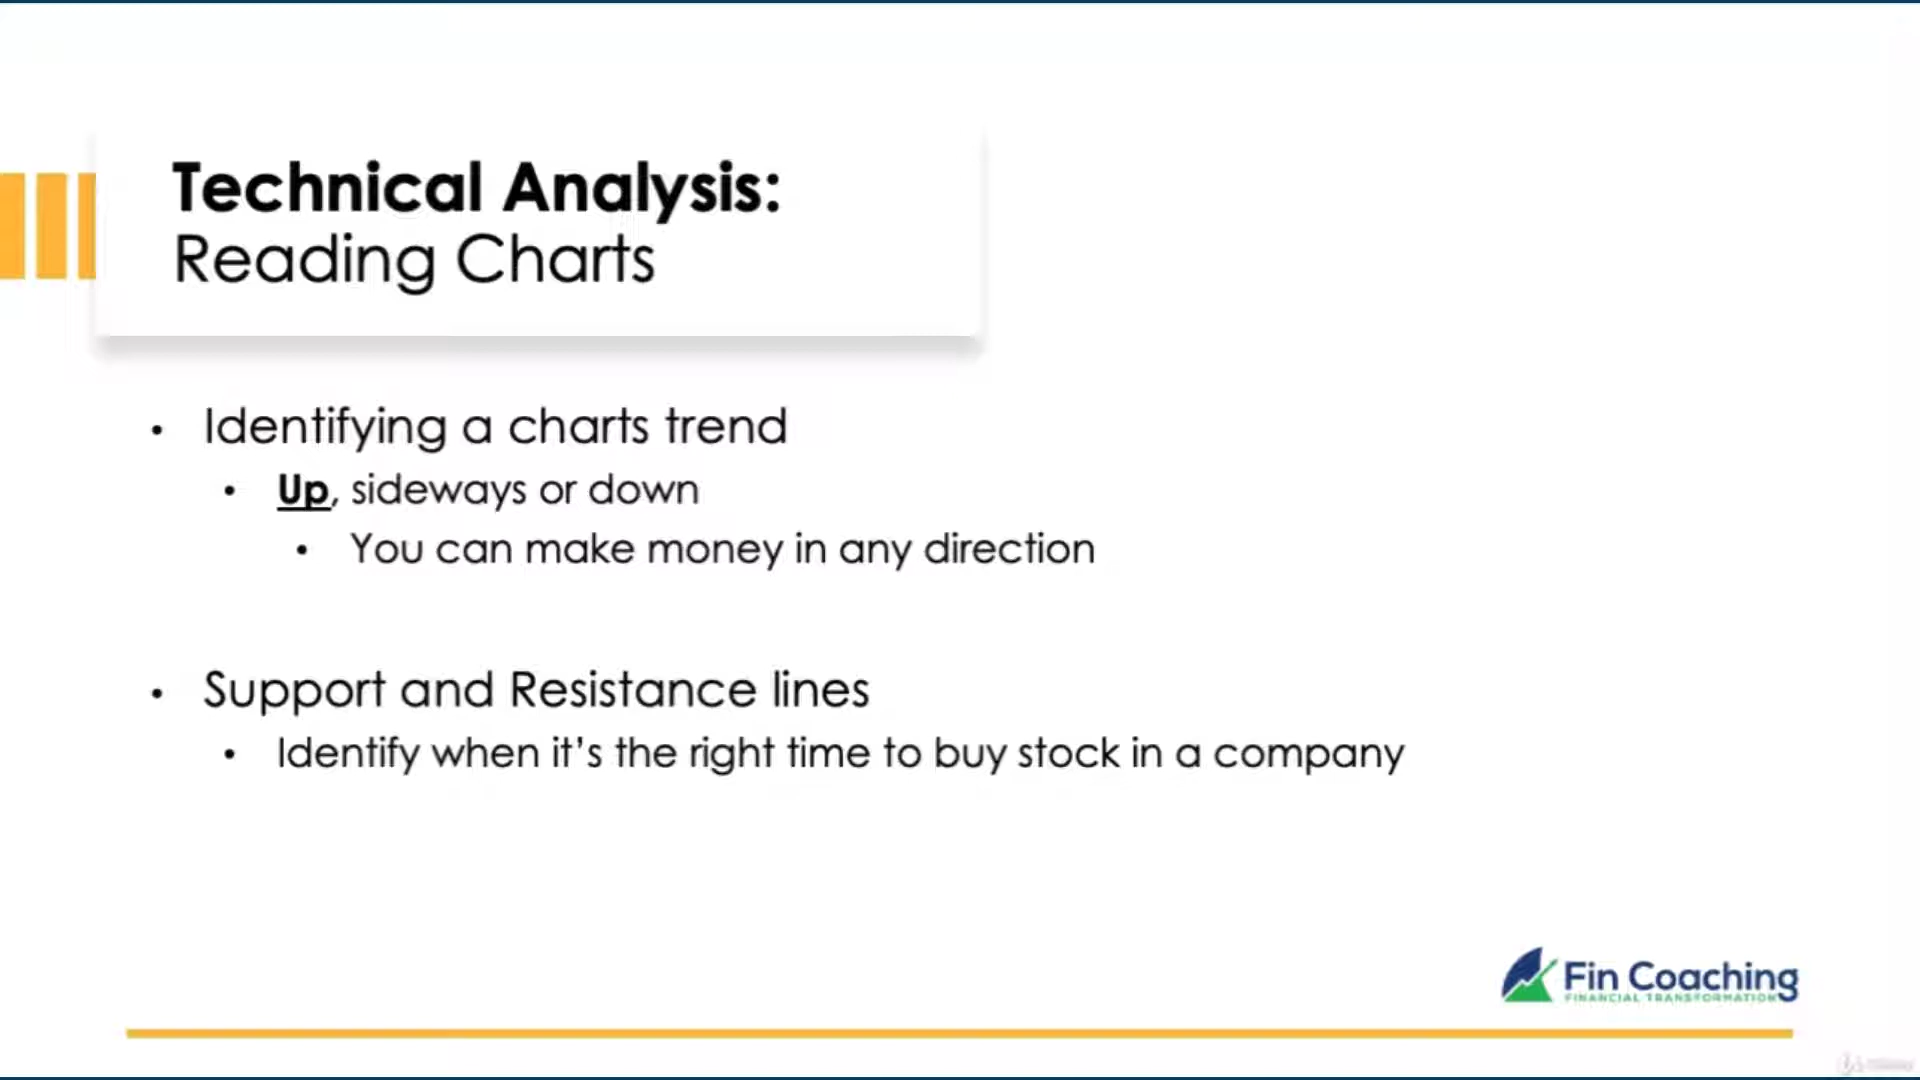 Technical Analysis:
Reading Charts
• Identifying a charts trend
• Up, sideways or down
• You can make money in any direction
• Support and Resistance lines
• Identify when it's the right time to buy stock in a company
Fin Coaching
FINANCIAL TRANSFORMATION